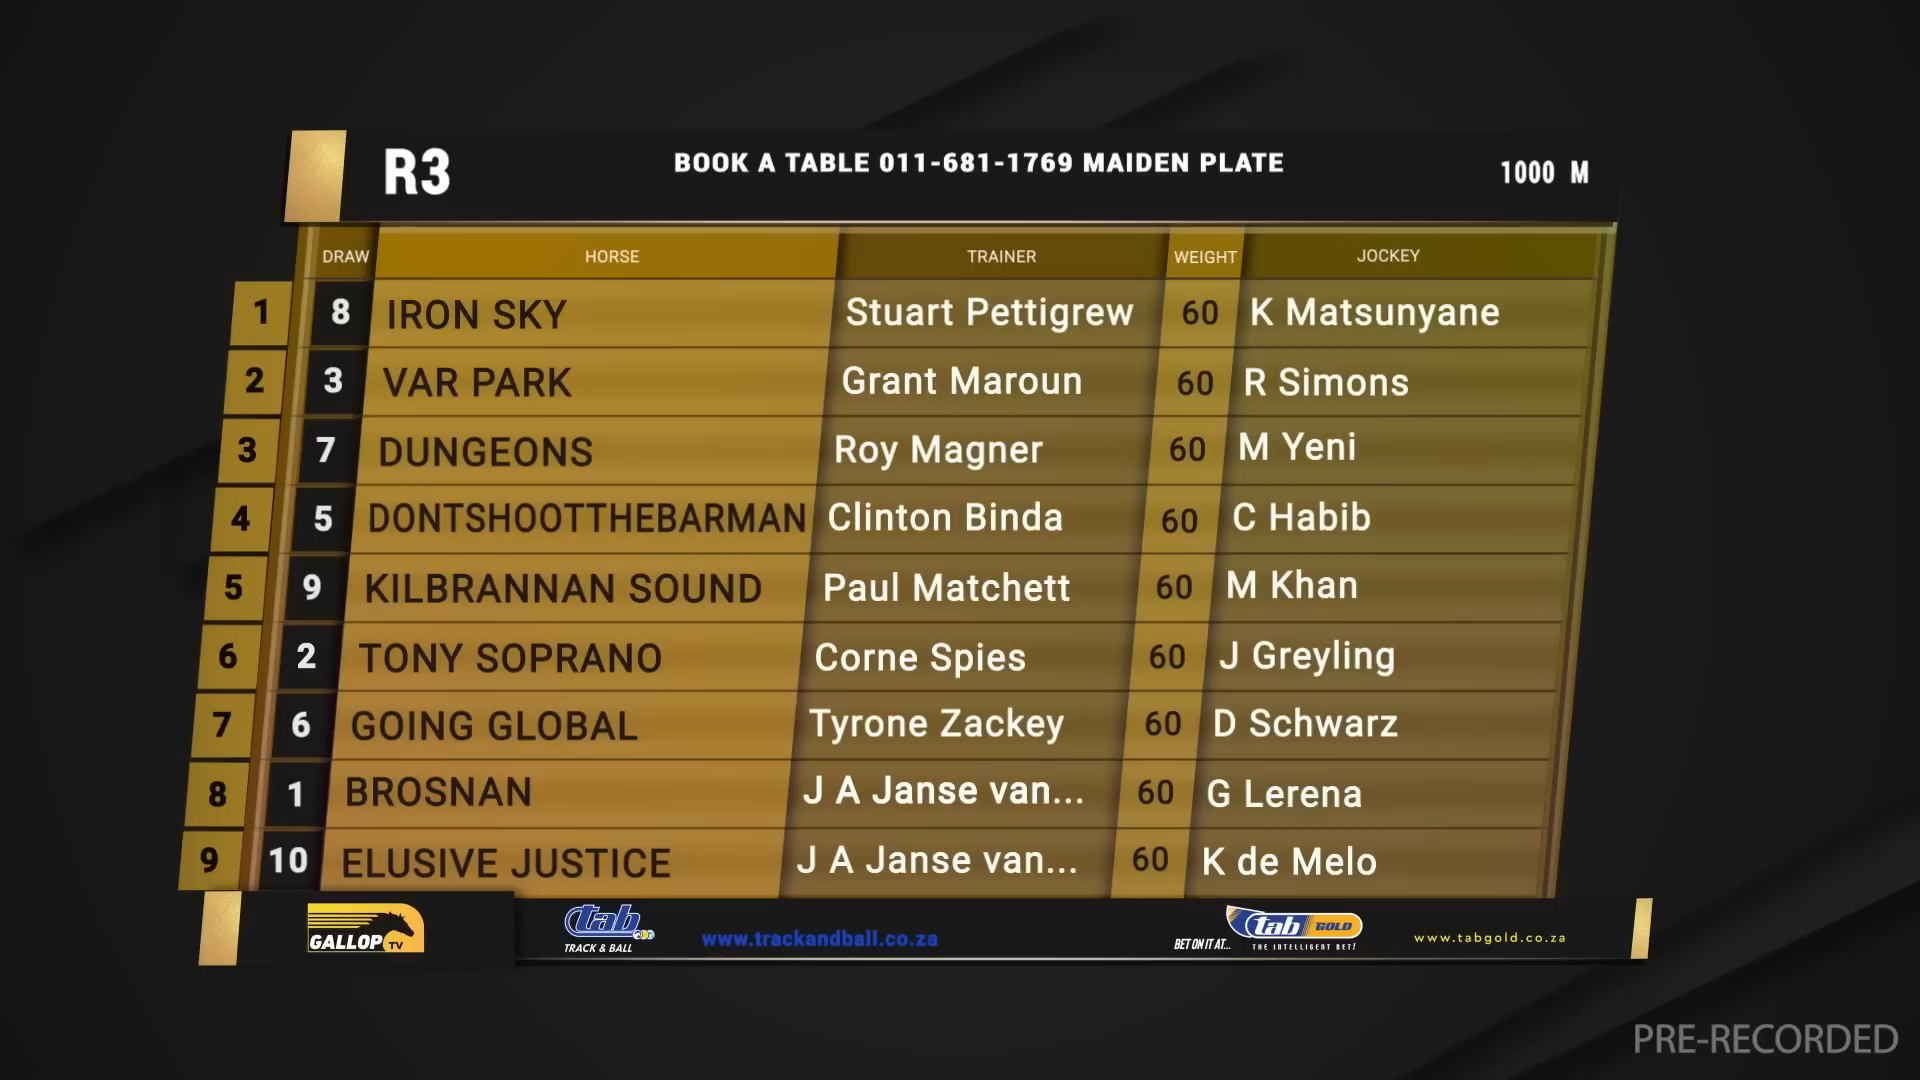 R3 BOOK A TABLE 011-681-1769 MAIDEN PLATE 1000 M
DRAW HORSE TRAINER WEIGHT JOCKEY
1 8 IRON SKY Stuart Pettigrew 60 K Matsunyane
2 3 VAR PARK Grant Maroun 60 R Simons
3 7 DUNGEONS Roy Magner 60 M Yeni
4 5 DONTSHOOTTHEBARMAN Clinton Binda 60 C Habib
5 9 KILBRANNAN SOUND Paul Matchett 60 M Khan
6 2 TONY SOPRANO Corne Spies 60 J Greyling
7 6 GOING GLOBAL Tyrone Zackey 60 D Schwarz
8 1 BROSNAN J A Janse van... 60 G Lerena
9 10 ELUSIVE JUSTICE J A Janse van... 60 K de Melo
GALLOP TV tab TRACK & BALL www.trackandball.co.za BET ON IT AT... tab GOLD THE INTELLIGENT BET! www.tabgold.co.za
PRE-RECORDED